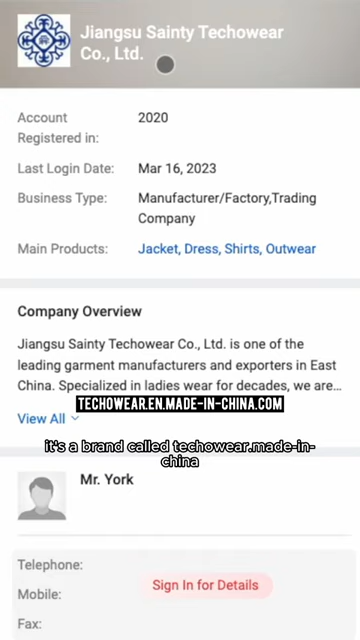 Jiangsu Sainty Techowear
Co., Ltd.
Account 2020
Registered in:
Last Login Date: Mar 16, 2023
Business Type: Manufacturer/Factory,Trading
Company
Main Products: Jacket, Dress, Shirts, Outwear
Company Overview
Jiangsu Sainty Techowear Co., Ltd. is one of the
leading garment manufacturers and exporters in East
China. Specialized in ladies wear for decades, we are...
TECHOWEAR.EN.MADE-IN-CHINA.COM
View All
it's a brand called techowear.made-in-
china
Mr. York
Telephone:
Sign In for Details
Mobile:
Fax: